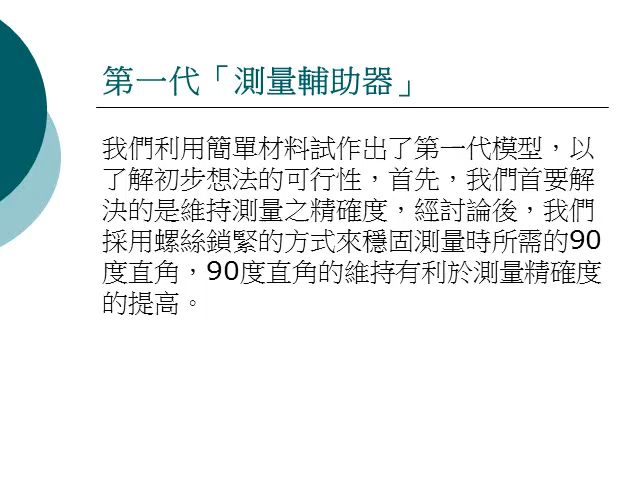 第一代「測量輔助器」
我們利用簡單材料試作出了第一代模型，以
了解初步想法的可行性，首先，我們首要解
決的是維持測量之精確度，經討論後，我們
採用螺絲鎖緊的方式來穩固測量時所需的90
度直角，90度直角的維持有利於測量精確度
的提高。